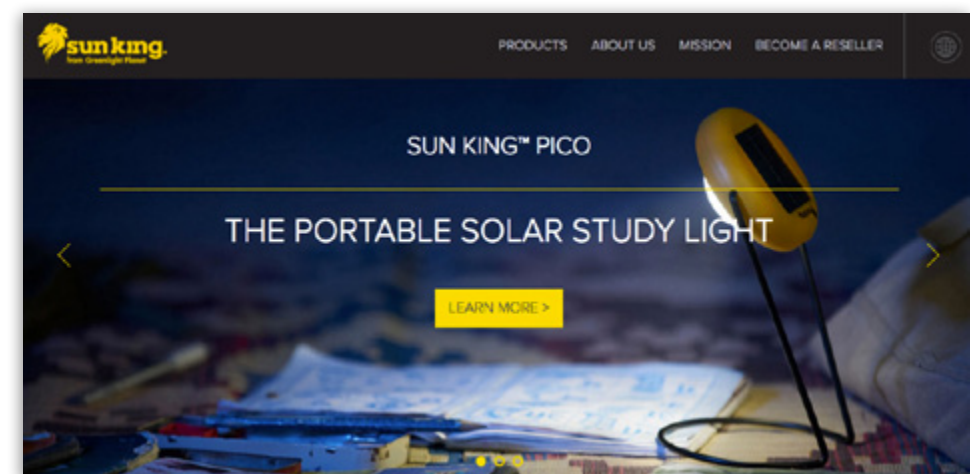 sun king.
from Greenlight Planet
PRODUCTS ABOUT US MISSION BECOME A RESELLER
SUN KING™ PICO
THE PORTABLE SOLAR STUDY LIGHT
LEARN MORE >